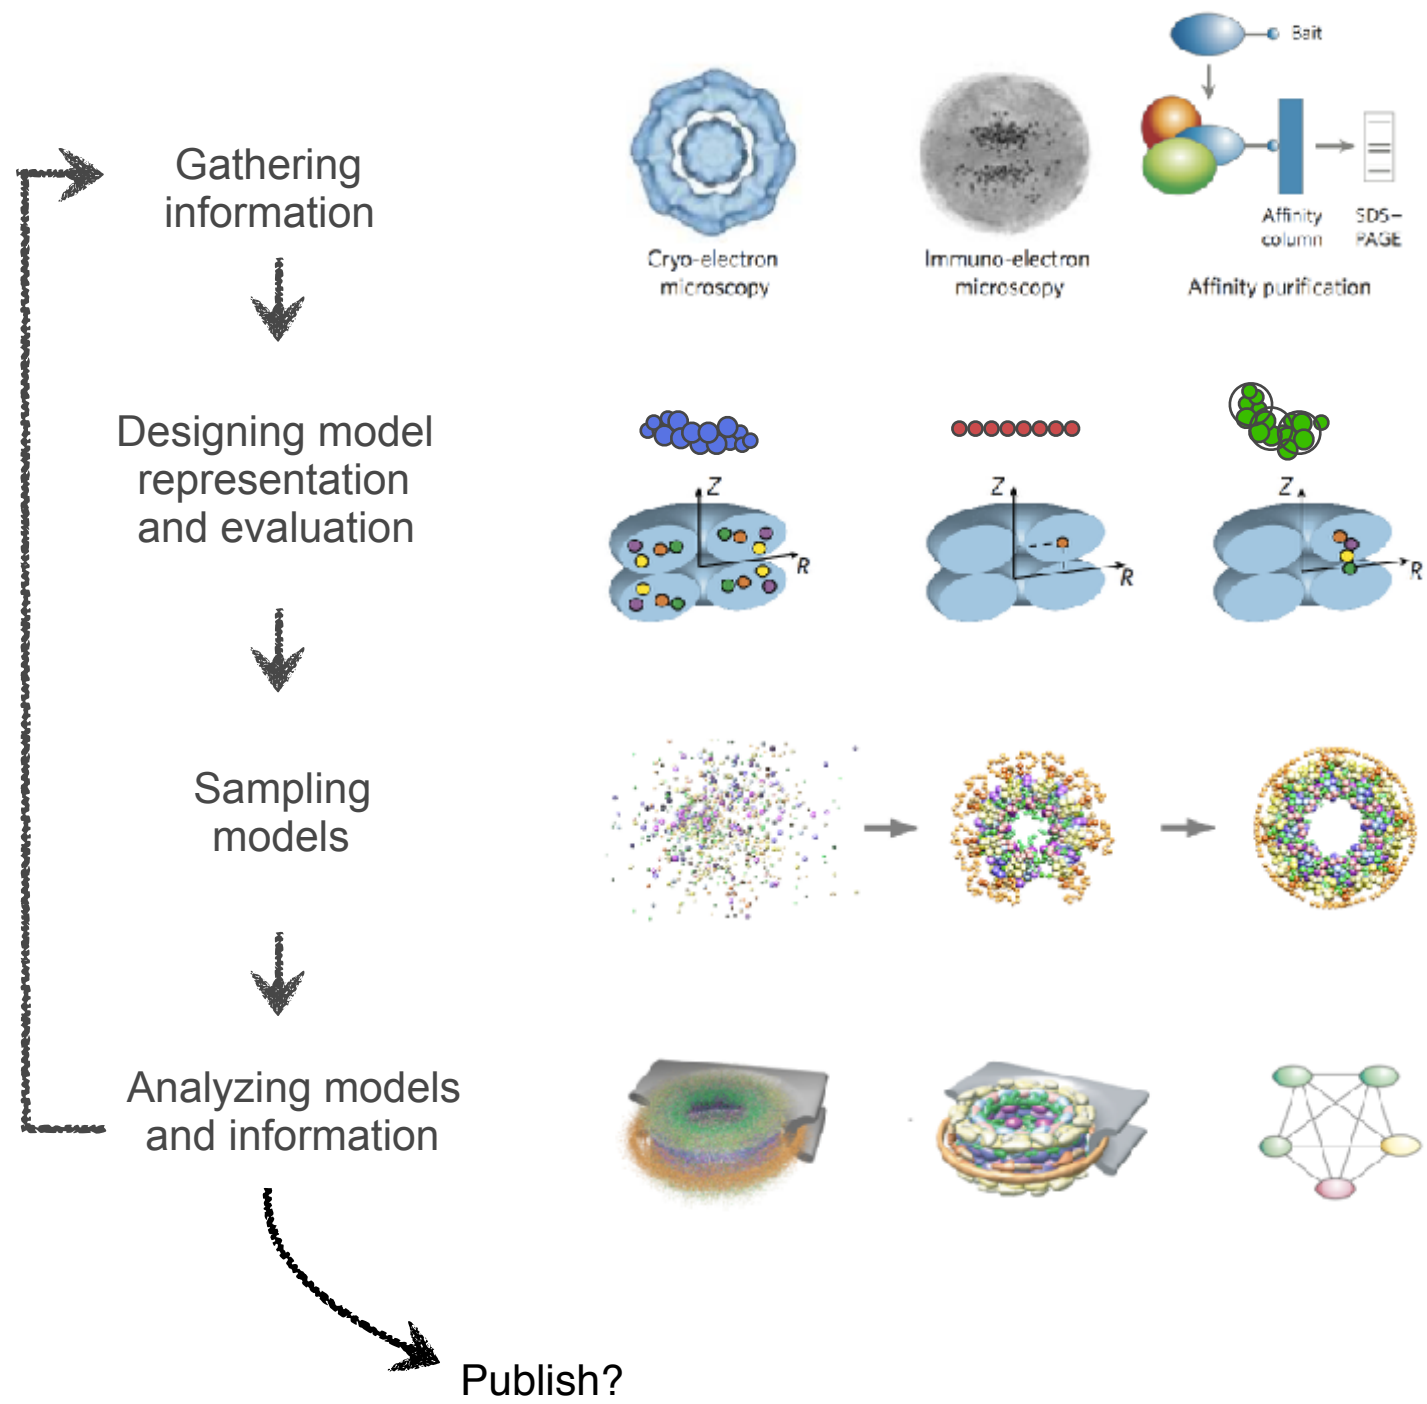 Bait
Gathering
information
Affinity
column
SDS–
PAGE
Cryo-electron
microscopy
Immuno-electron
microscopy
Affinity purification
Designing model
representation
and evaluation
Z
R
Z
R
Z
R
Sampling
models
Analyzing models
and information
Publish?